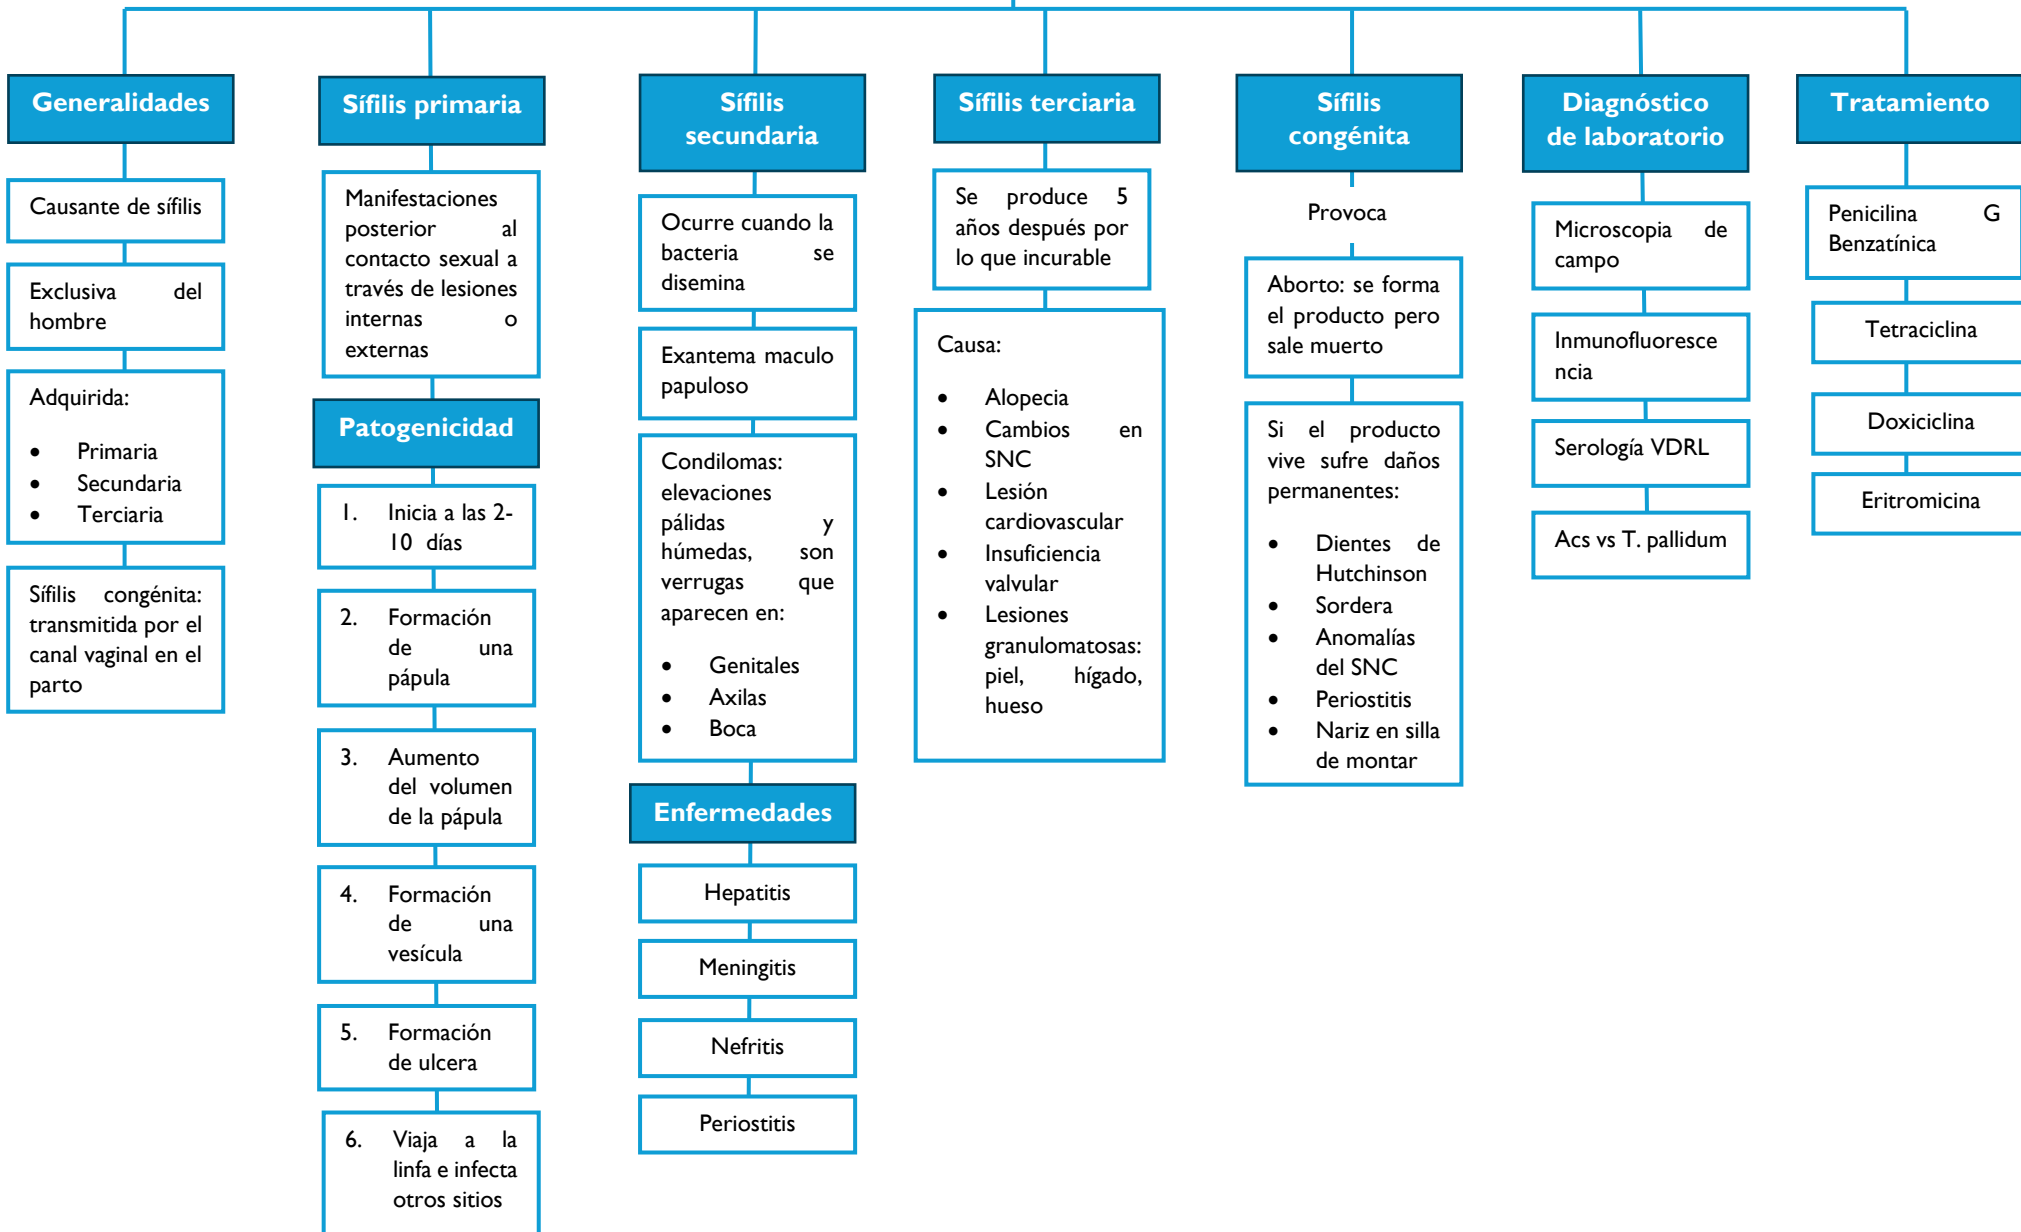 Generalidades
Causante de sífilis
Exclusiva del
hombre
Adquirida:
• Primaria
• Secundaria
• Terciaria
Sífilis congénita:
transmitida por el
canal vaginal en el
parto
Sífilis primaria
Manifestaciones
posterior al
contacto sexual a
través de lesiones
internas o
externas
Patogenicidad
1. Inicia a las 2-
10 días
2. Formación
de una
pápula
3. Aumento
del volumen
de la pápula
4. Formación
de una
vesícula
5. Formación
de ulcera
6. Viaja a la
linfa e infecta
otros sitios
Sífilis
secundaria
Ocurre cuando la
bacteria se
disemina
Exantema maculo
papuloso
Condilomas:
elevaciones
pálidas y
húmedas, son
verrugas que
aparecen en:
• Genitales
• Axilas
• Boca
Enfermedades
Hepatitis
Meningitis
Nefritis
Periostitis
Sífilis terciaria
Se produce 5
años después por
lo que incurable
Causa:
• Alopecia
• Cambios en
SNC
• Lesión
cardiovascular
• Insuficiencia
valvular
• Lesiones
granulomatosas:
piel, hígado,
hueso
Sífilis
congénita
Provoca
Aborto: se forma
el producto pero
sale muerto
Si el producto
vive sufre daños
permanentes:
• Dientes de
Hutchinson
• Sordera
• Anomalías
del SNC
• Periostitis
• Nariz en silla
de montar
Diagnóstico
de laboratorio
Microscopia de
campo
Inmunofluoresce
ncia
Serología VDRL
Acs vs T. pallidum
Tratamiento
Penicilina G
Benzatínica
Tetraciclina
Doxiciclina
Eritromicina